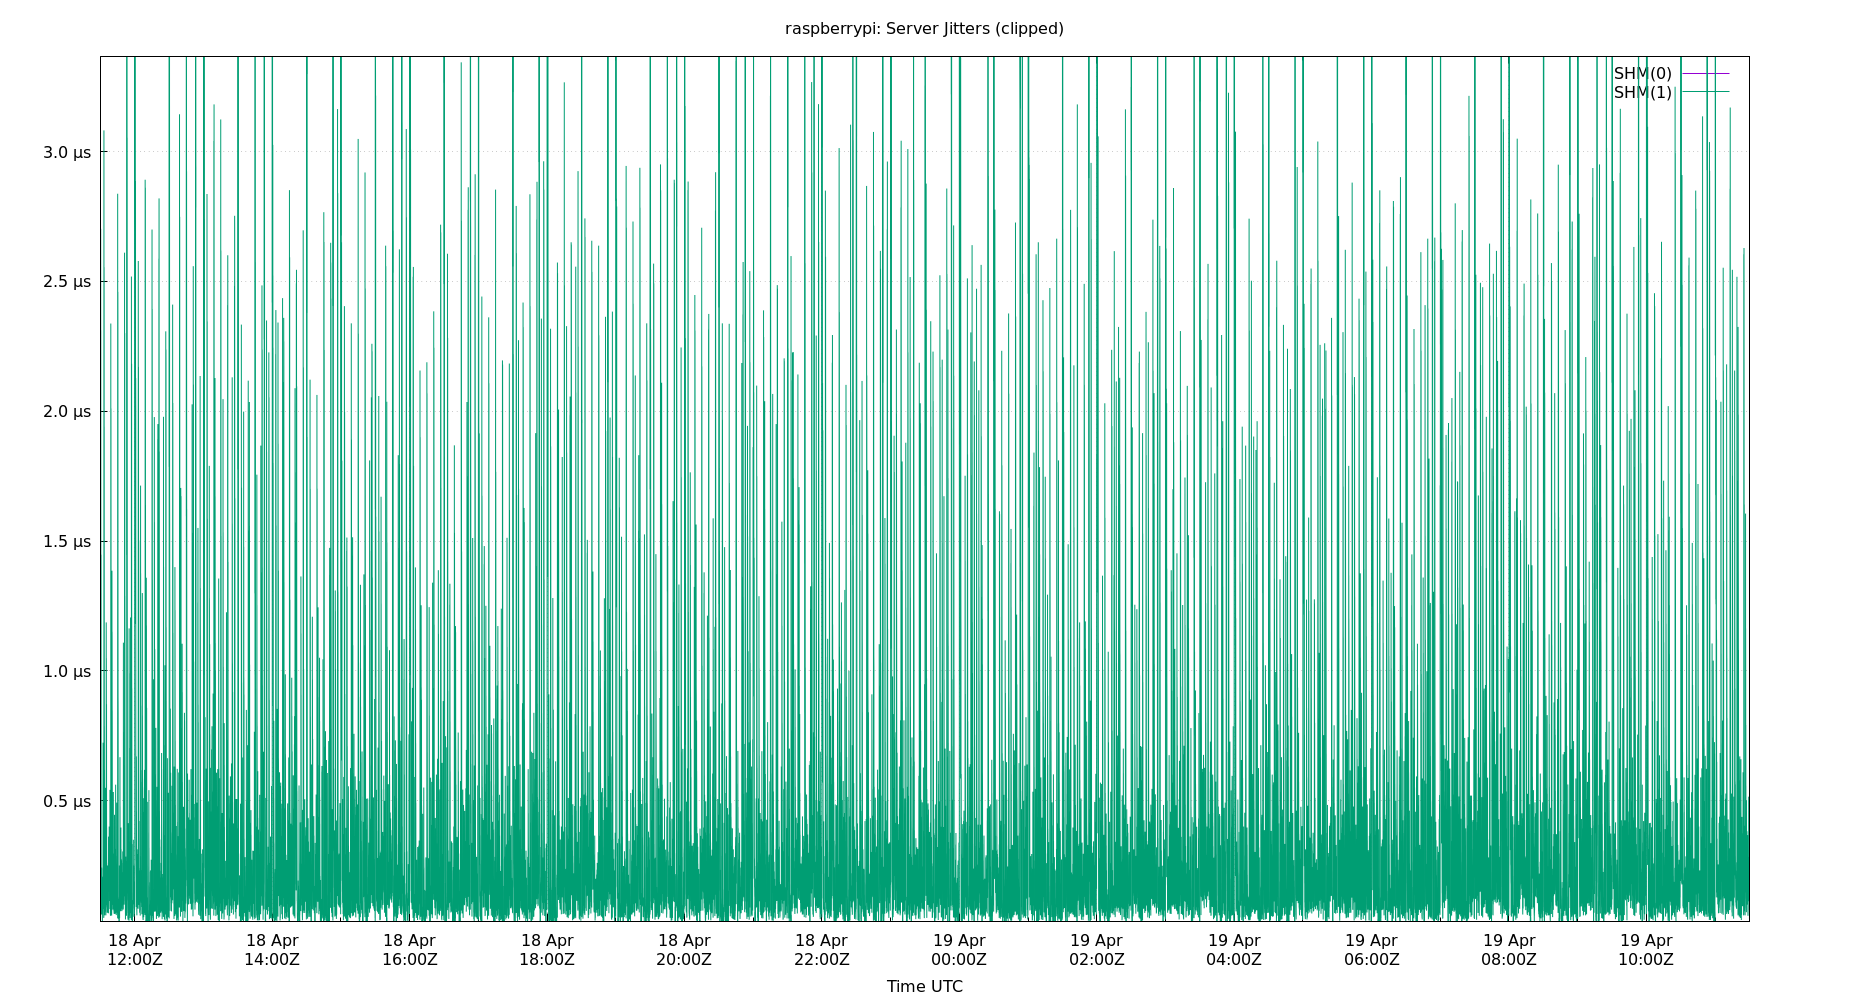 raspberrypi: Server Jitters (clipped)
SHM(0)
SHM(1)
3.0 µs
2.5 µs
2.0 µs
1.5 µs
1.0 µs
0.5 µs
18 Apr 18 Apr 18 Apr 18 Apr 18 Apr 18 Apr 19 Apr 19 Apr 19 Apr 19 Apr 19 Apr 19 Apr
12:00Z 14:00Z 16:00Z 18:00Z 20:00Z 22:00Z 00:00Z 02:00Z 04:00Z 06:00Z 08:00Z 10:00Z
Time UTC